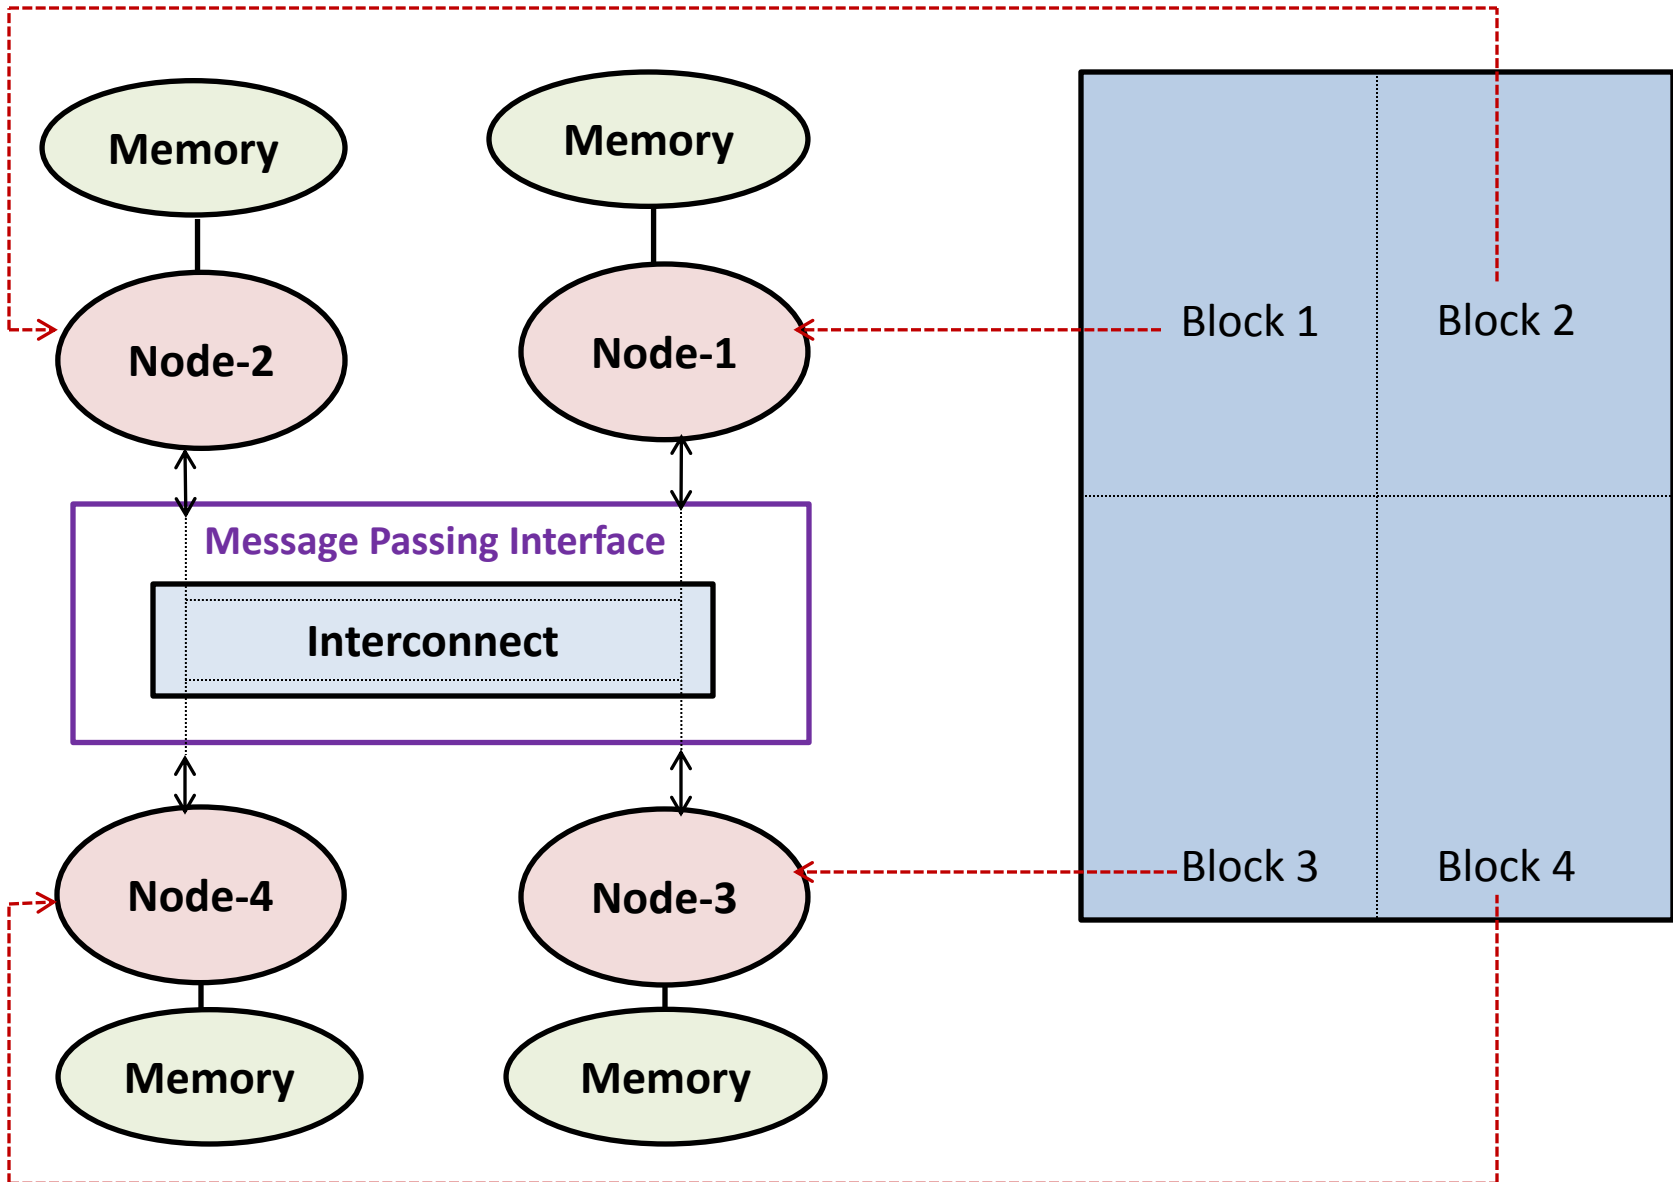 Memory
Memory
Node-2
Node-1
Block 1
Block 2
Message Passing Interface
Interconnect
Node-4
Node-3
Block 3
Block 4
Memory
Memory